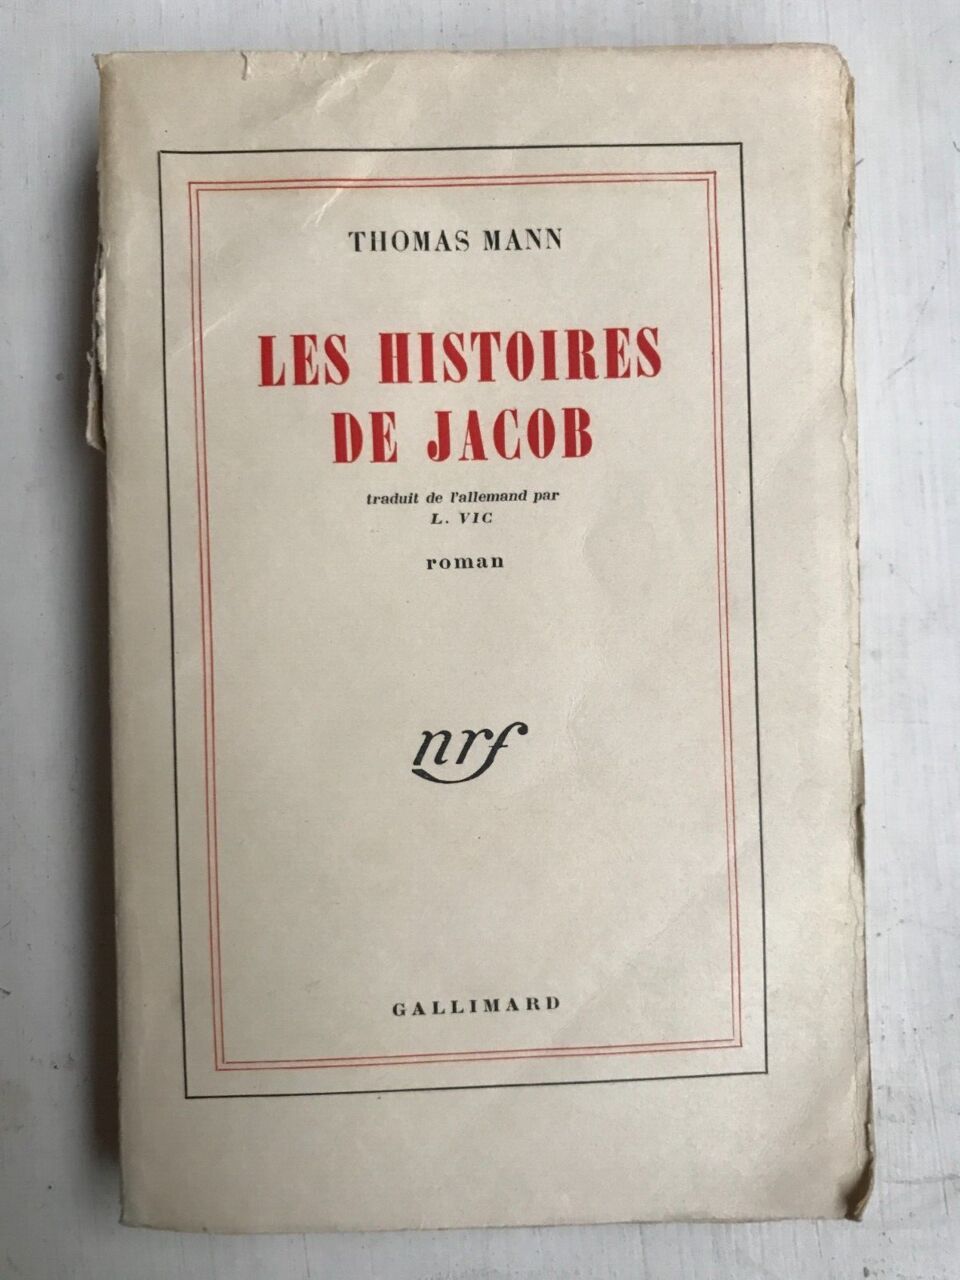 THOMAS MANN
LES HISTOIRES
DE JACOB
traduit de l'allemand par
L. VIC
roman
nrf
GALLIMARD